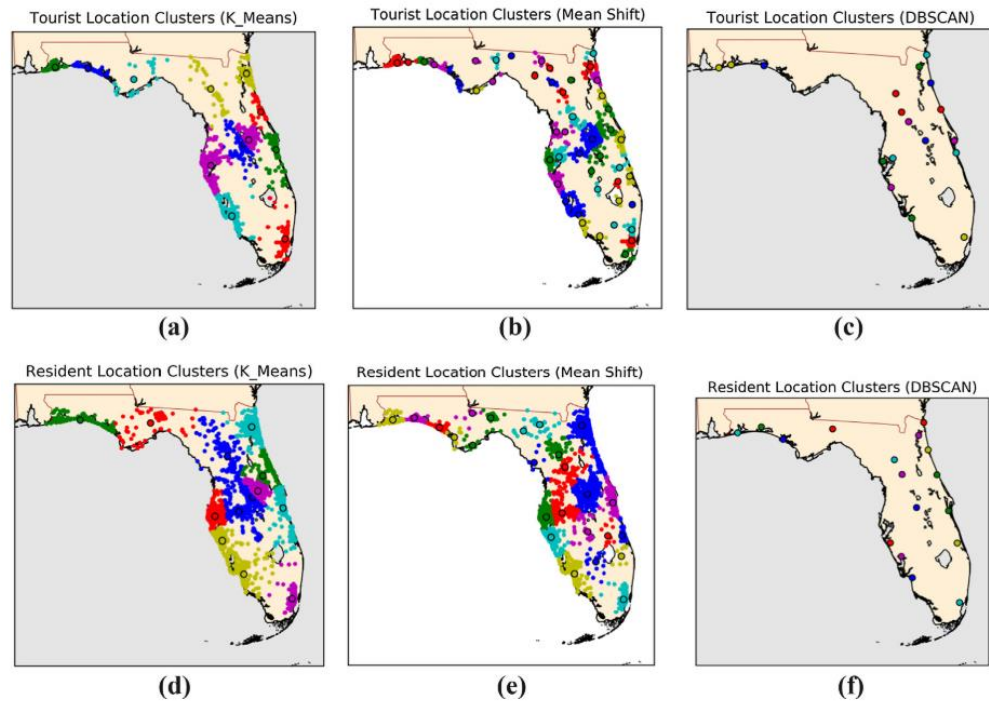 Tourist Location Clusters (K_Means)
Tourist Location Clusters (Mean Shift)
Tourist Location Clusters (DBSCAN)
(a)
(b)
(c)
Resident Location Clusters (K_Means)
Resident Location Clusters (Mean Shift)
Resident Location Clusters (DBSCAN)
(d)
(e)
(f)